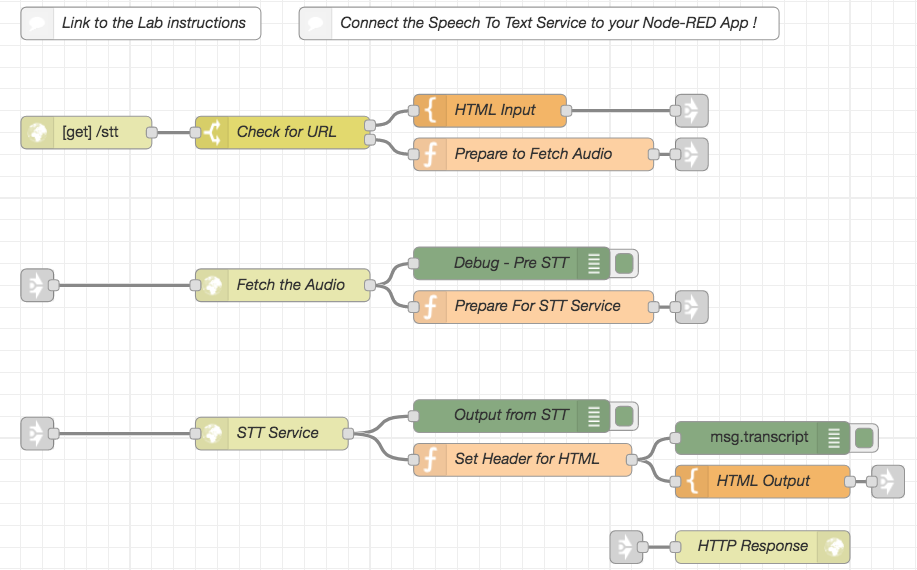 Link to the Lab instructions
Connect the Speech To Text Service to your Node-RED App !
HTML Input
[get] /stt
Check for URL
Prepare to Fetch Audio
Debug - Pre STT
Fetch the Audio
Prepare For STT Service
Output from STT
STT Service
msg.transcript
Set Header for HTML
HTML Output
HTTP Response